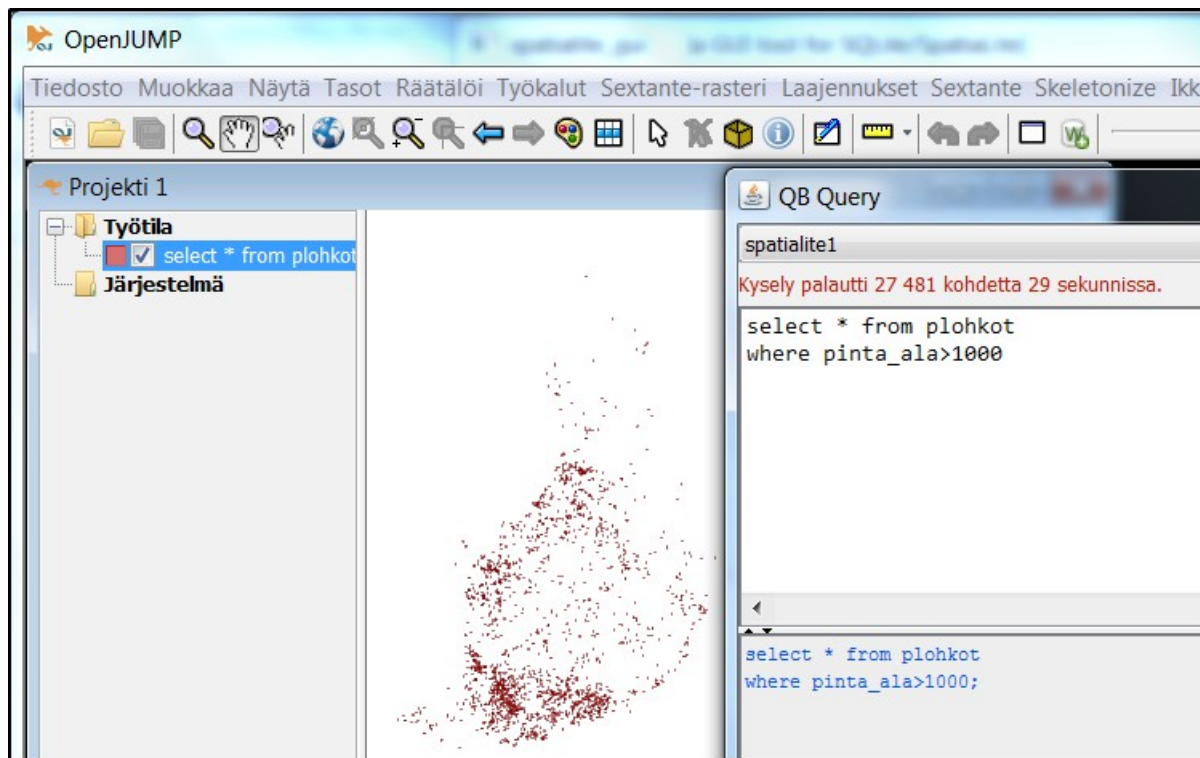 OpenJUMP
Tiedosto Muokkaa Näytä Tasot Räätälöi Työkalut Sextante-rasteri Laajennukset Sextante Skeletonize Ikk
Projekti 1
Työtila
select * from plohkot
Järjestelmä
QB Query
spatialite1
Kysely palautti 27 481 kohdetta 29 sekunnissa.
select * from plohkot
where pinta_ala>1000
select * from plohkot
where pinta_ala>1000;